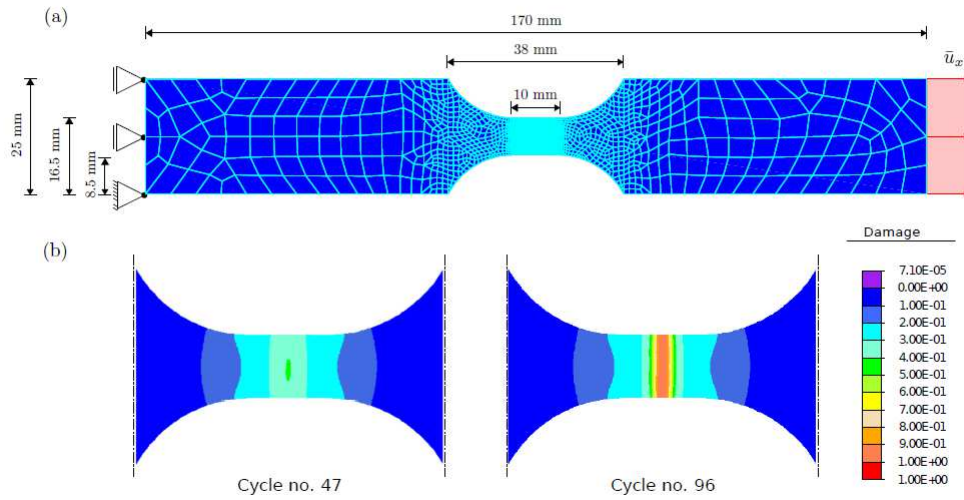 (a)
170 mm
38 mm
ū_x
10 mm
25 mm
16.5 mm
8.5 mm
Damage
(b)
7.10E-05
0.00E+00
1.00E-01
2.00E-01
3.00E-01
4.00E-01
5.00E-01
6.00E-01
7.00E-01
8.00E-01
9.00E-01
1.00E+00
1.00E+00
Cycle no. 47
Cycle no. 96